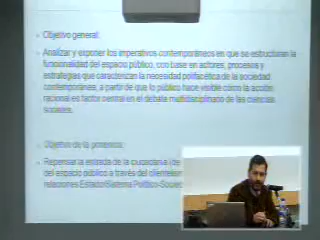 Objetivo general:
Analizar y exponer los imperativos contemporáneos en que se estructuran la
funcionalidad del espacio público, con base en actores, procesos y
estrategias que caracterizan la necesidad polifacética de la sociedad
contemporánea, a partir de que lo público hace visible cómo la acción
racional es factor central en el debate multidisciplinario de las ciencias
sociales.
Objetivo de la ponencia:
Repensar la entrada de la ciudadanía
del espacio público a través del
relaciones Estado/Sistema